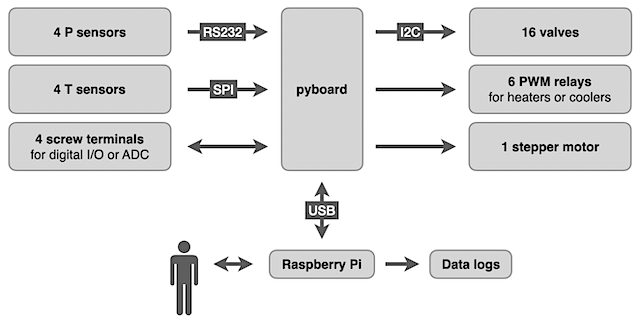 4 P sensors
RS232
pyboard
I2C
16 valves
4 T sensors
SPI
6 PWM relays
for heaters or coolers
4 screw terminals
for digital I/O or ADC
1 stepper motor
USB
Raspberry Pi
Data logs